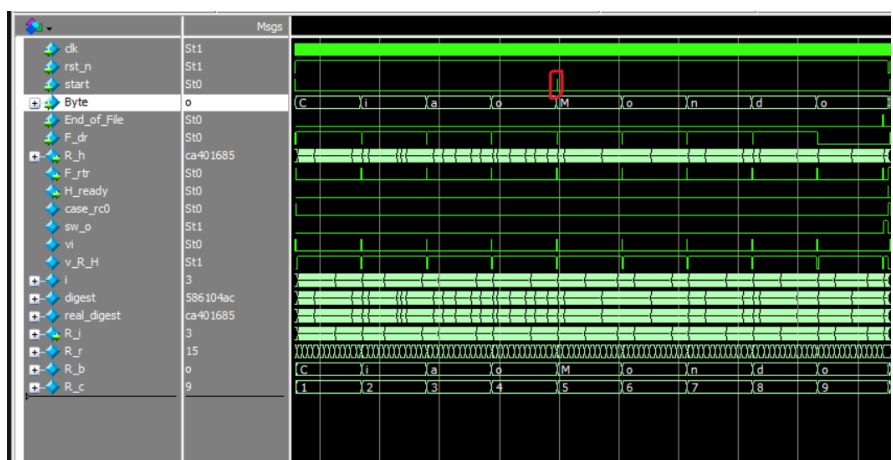 Msgs
clk St1
rst_n St1
start St0
Byte o C i a o M o n d o
End_of_File St0
F_dr St0
R_h ca401685
F_rtr St0
H_ready St0
case_rc0 St0
sw_o St1
vi St0
v_R_H St1
i 3
digest 586104ac
real_digest ca401685
R_i 3
R_r 15
R_b o C i a o M o n d o
R_c 9 1 2 3 4 5 6 7 8 9